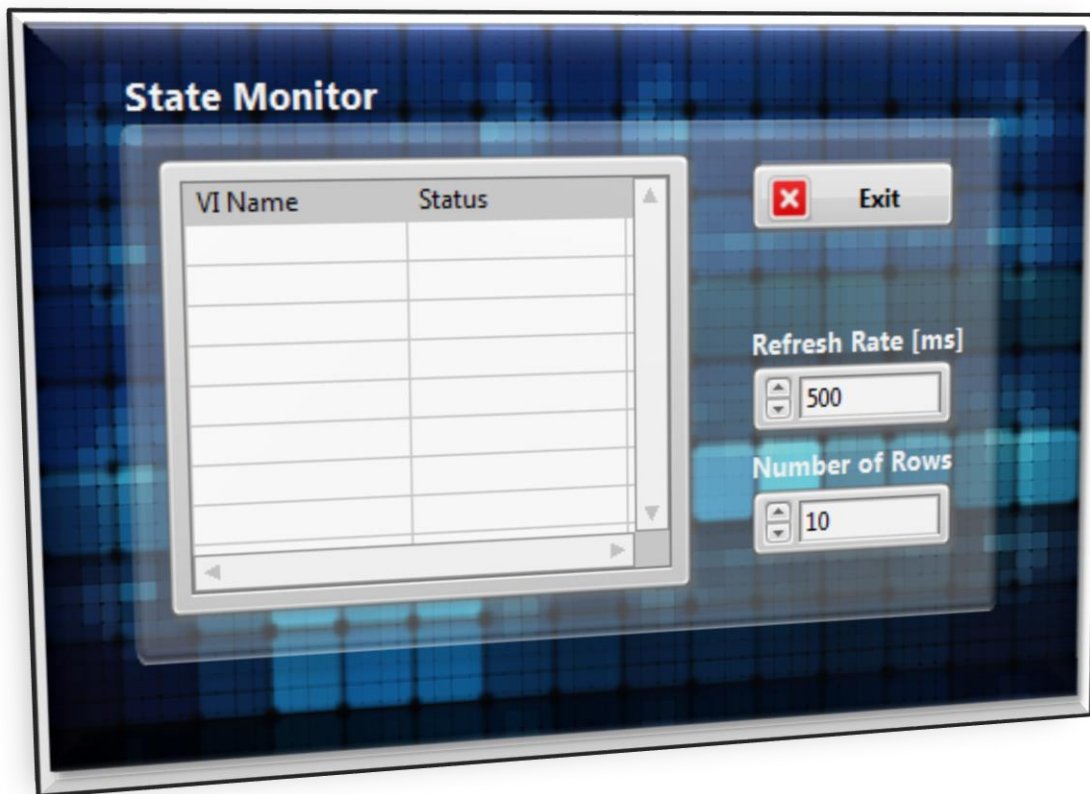 State Monitor
VI Name Status
Exit
Refresh Rate [ms]
500
Number of Rows
10